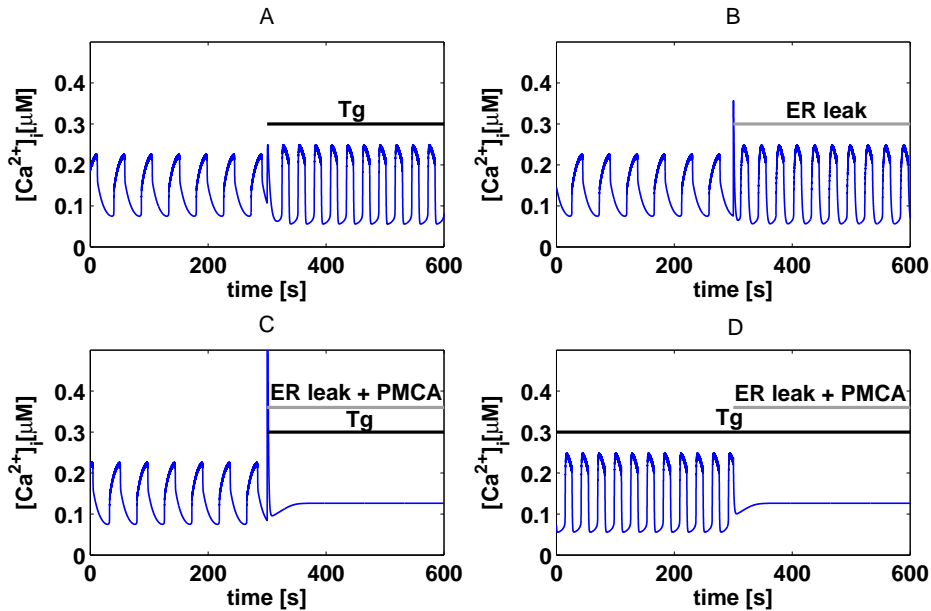 A
[Ca²⁺]ᵢ[μM]
0.4
0.3
0.2
0.1
0
Tg
0 200 400 600
time [s]
B
[Ca²⁺]ᵢ[μM]
0.4
0.3
0.2
0.1
0
ER leak
0 200 400 600
time [s]
C
[Ca²⁺]ᵢ[μM]
0.4
0.3
0.2
0.1
0
ER leak + PMCA
Tg
0 200 400 600
time [s]
D
[Ca²⁺]ᵢ[μM]
0.4
0.3
0.2
0.1
0
ER leak + PMCA
Tg
0 200 400 600
time [s]